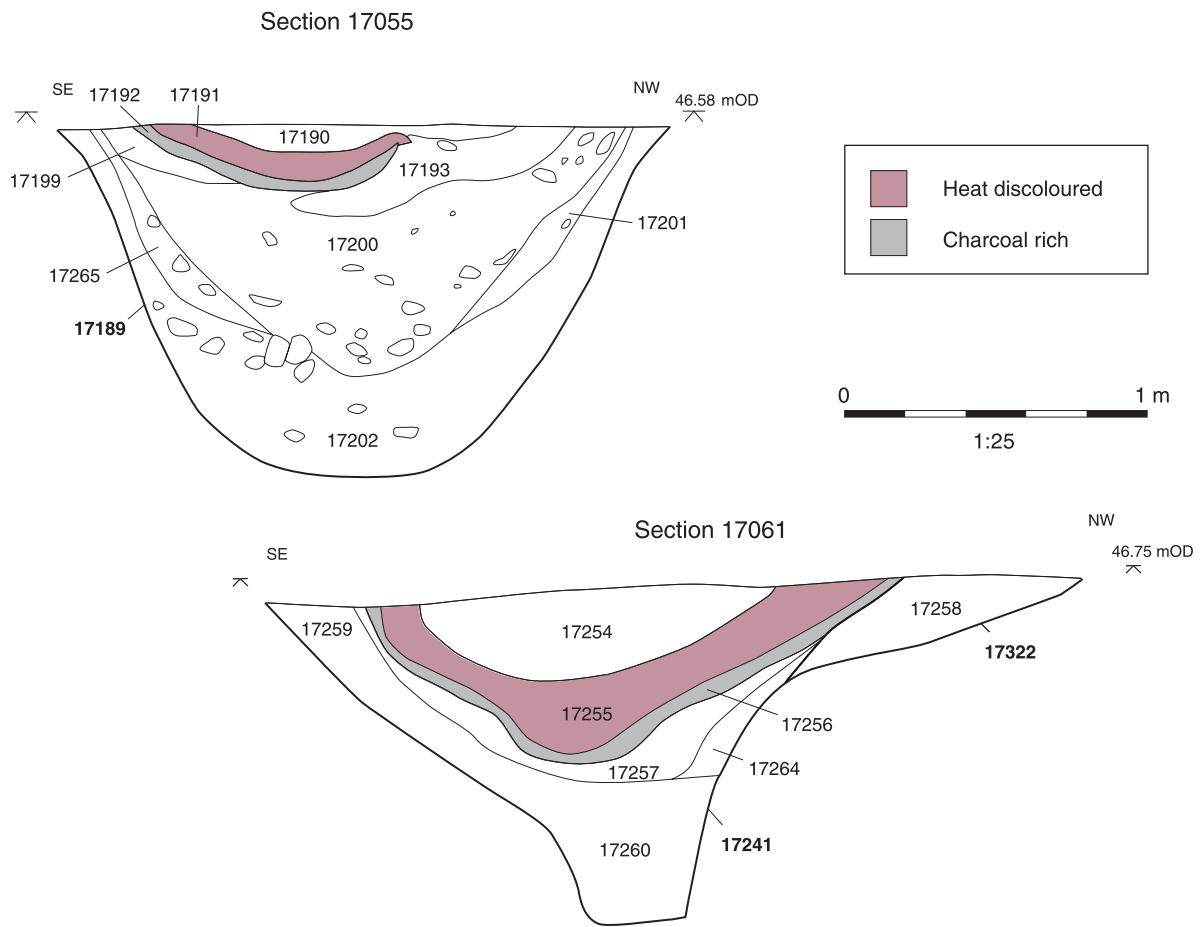 Section 17055
SE
NW
17192
17191
46.58 mOD
17190
17193
17199
17201
17200
17265
17189
17202
Heat discoloured
Charcoal rich
0
1 m
1:25
Section 17061
SE
NW
46.75 mOD
17259
17254
17258
17322
17255
17256
17257
17264
17241
17260